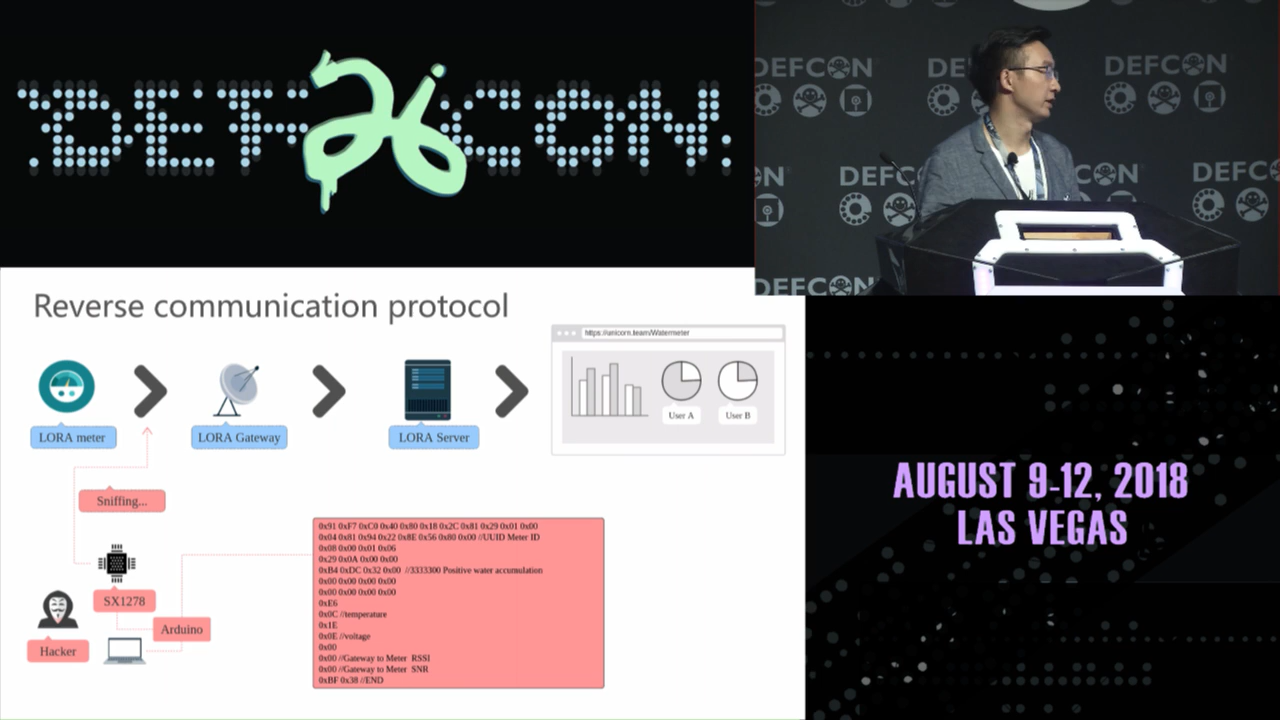 DEF 26 CON
DEFCON
DEFCON
DEFCON
DEFCON
DEFCON
DEFCON
DEFCON
Reverse communication protocol
https://unicorn.team/Watermeter
User A
User B
LORA meter
LORA Gateway
LORA Server
Sniffing...
SX1278
Arduino
Hacker
0x91 0xF7 0xC0 0x40 0x80 0x18 0x2C 0x81 0x29 0x01 0x00
0x04 0x81 0x94 0x22 0x8E 0x56 0x80 0x00 //UUID Meter ID
0x08 0x00 0x01 0x06
0x29 0x0A 0x00 0x00
0xB4 0xDC 0x32 0x00 //3333300 Positive water accumulation
0x00 0x00 0x00 0x00
0x00 0x00 0x00 0x00
0xE6
0x0C //temperature
0x1E
0x0E //voltage
0x00
0x00 //Gateway to Meter RSSI
0x00 //Gateway to Meter SNR
0xBF 0x38 //END
AUGUST 9-12, 2018
LAS VEGAS